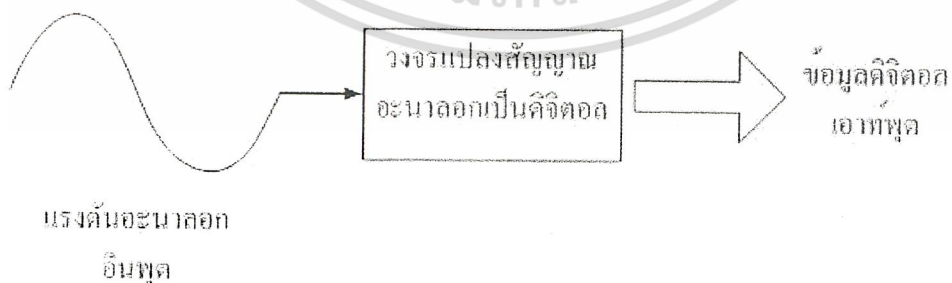 วงจรแปลงสัญญาณ
อะนาลอกเป็นดิจิตอล
ข้อมูลดิจิตอล
เอาท์พุต
แรงดันอะนาลอก
อินพุต